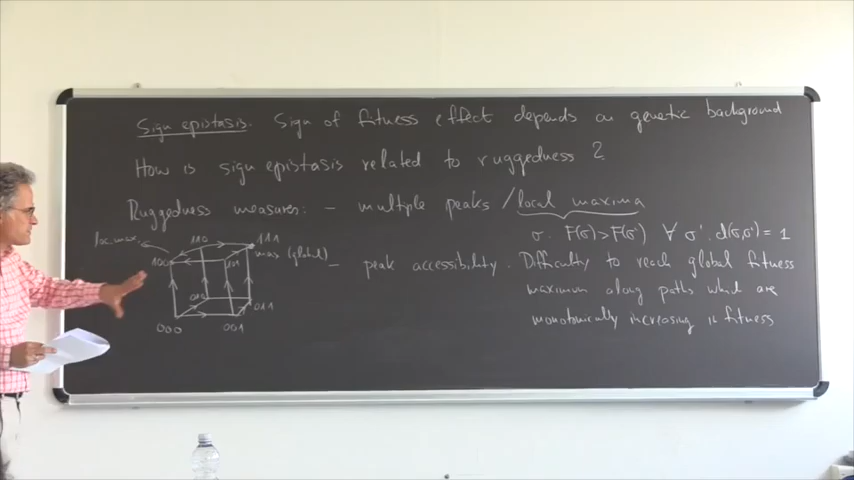 Sign epistasis: Sign of fitness effect depends on genetic background
How is sign epistasis related to ruggedness ?
Ruggedness measures: – multiple peaks / local maxima
σ: F(σ) > F(σ') ∀ σ': d(σ,σ') = 1
– peak accessibility: Difficulty to reach global fitness
maximum along paths which are
monotonically increasing in fitness
loc. max. 110 111
max (global)
100 101
010 011
000 001